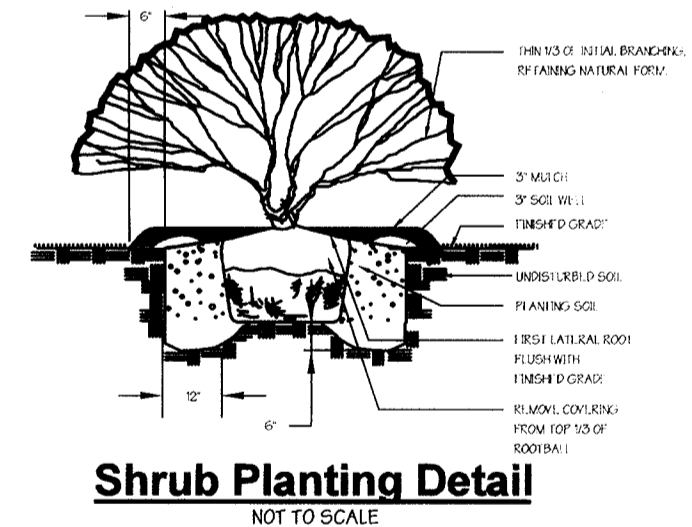 6"
THIN 1/3 OF INITIAL BRANCHING,
RETAINING NATURAL FORM.
3" MULCH
3" SOIL WELL
FINISHED GRADE
UNDISTURBED SOIL
PLANTING SOIL
FIRST LATERAL ROOT
FLUSH WITH
FINISHED GRADE
12"
6"
REMOVE COVERING
FROM TOP 1/3 OF
ROOTBALL
Shrub Planting Detail
NOT TO SCALE